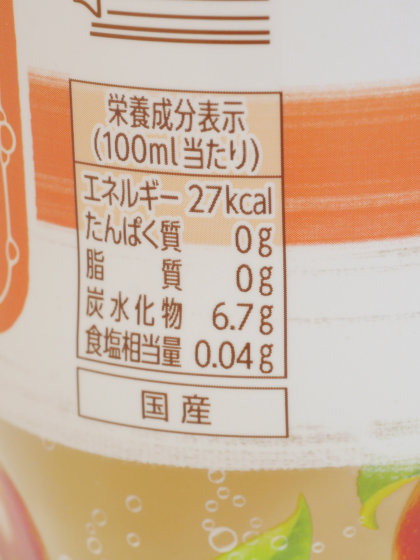 栄養成分表示
(100ml当たり)
エネルギー 27kcal
たんぱく質 0g
脂質 0g
炭水化物 6.7g
食塩相当量 0.04g
国産